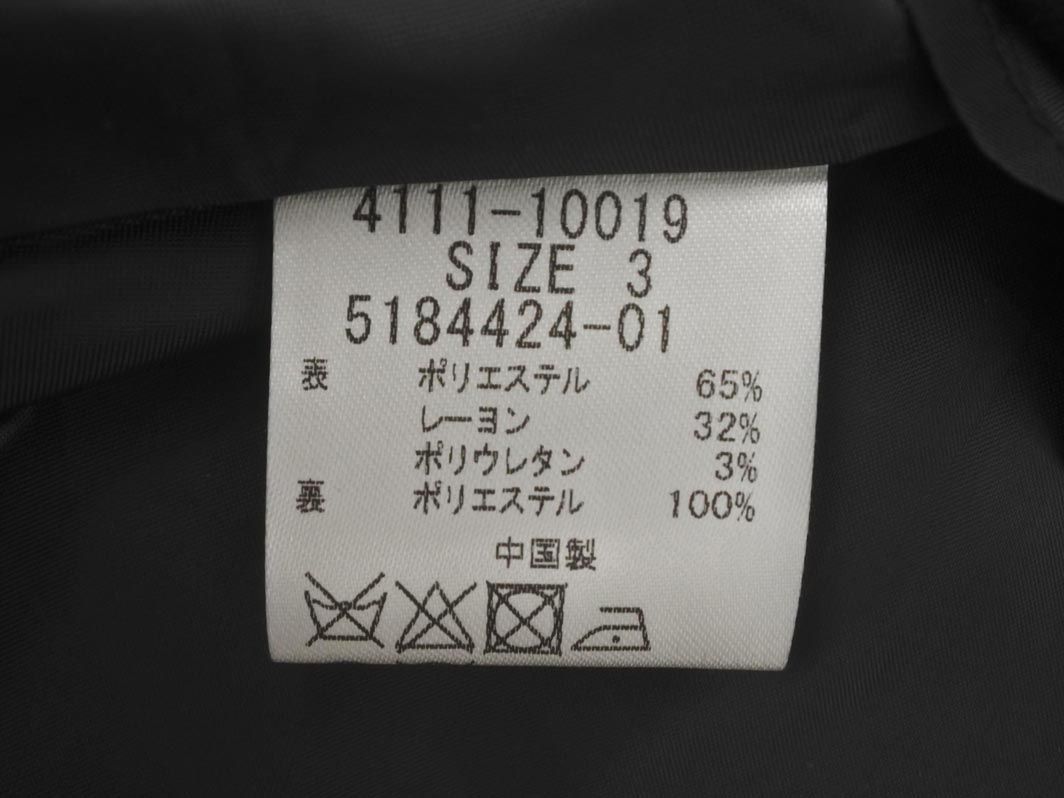 4111-10019
SIZE 3
5184424-01
表 ポリエステル 65%
レーヨン 32%
ポリウレタン 3%
裏 ポリエステル 100%
中国製